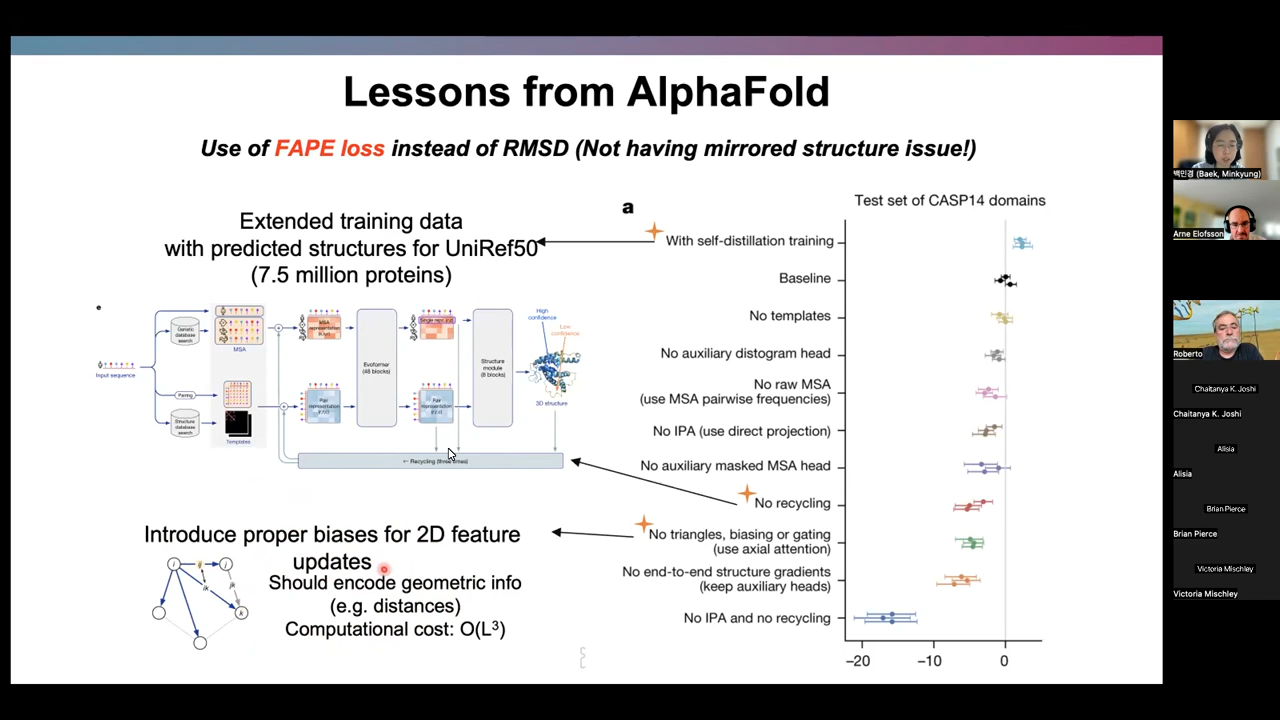 Lessons from AlphaFold
Use of FAPE loss instead of RMSD (Not having mirrored structure issue!)
Extended training data
with predicted structures for UniRef50
(7.5 million proteins)
e
Input sequence
Genetic
database
search
MSA
Pairing
Structure
database
search
Templates
MSA
representation
Pair
representation
Evoformer
(48 blocks)
Pair
representation
Structure
module
(8 blocks)
High
confidence
Low
confidence
3D structure
← Recycling (three times)
Introduce proper biases for 2D feature
updates
i
ij
j
ik
jk
k
Should encode geometric info
(e.g. distances)
Computational cost: O(L³)
a
Test set of CASP14 domains
With self-distillation training
Baseline
No templates
No auxiliary distogram head
No raw MSA
(use MSA pairwise frequencies)
No IPA (use direct projection)
No auxiliary masked MSA head
No recycling
No triangles, biasing or gating
(use axial attention)
No end-to-end structure gradients
(keep auxiliary heads)
No IPA and no recycling
−20 −10 0
백민경 (Baek, Minkyung)
Arne Elofsson
Roberto
Chaitanya K. Joshi
Chaitanya K. Joshi
Alisia
Alisia
Brian Pierce
Brian Pierce
Victoria Mischley
Victoria Mischley